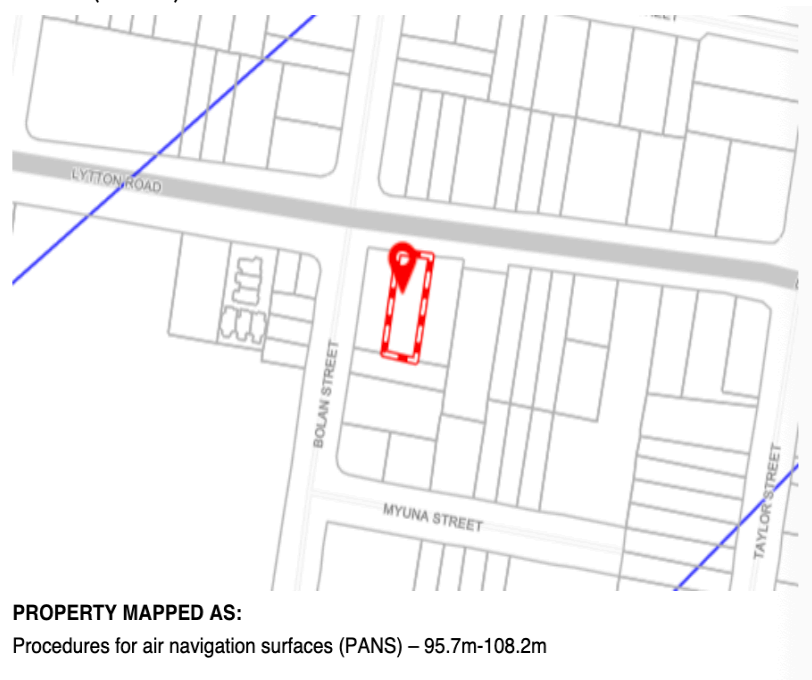 LYTTON ROAD
BOLAN STREET
MYUNA STREET
TAYLOR STREET
PROPERTY MAPPED AS:
Procedures for air navigation surfaces (PANS) – 95.7m-108.2m